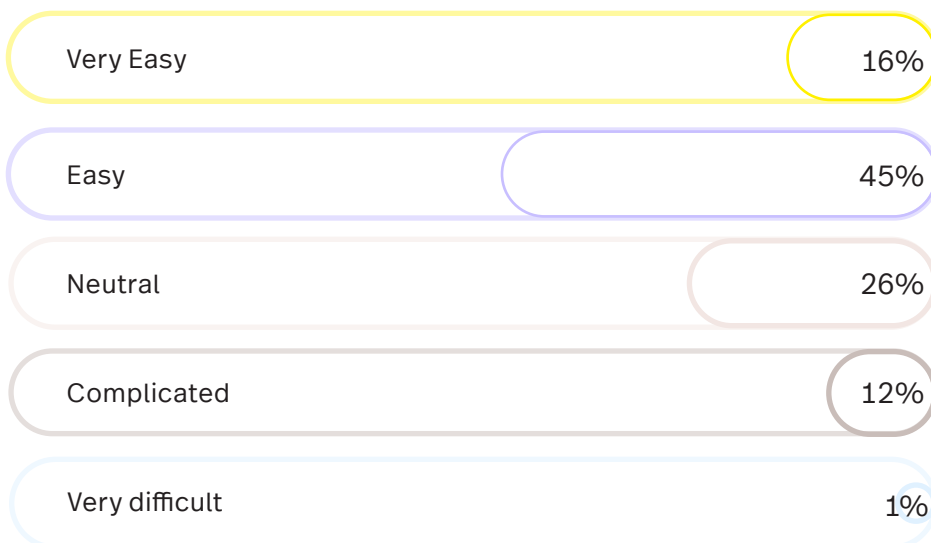 Very Easy 16%
Easy 45%
Neutral 26%
Complicated 12%
Very difficult 1%